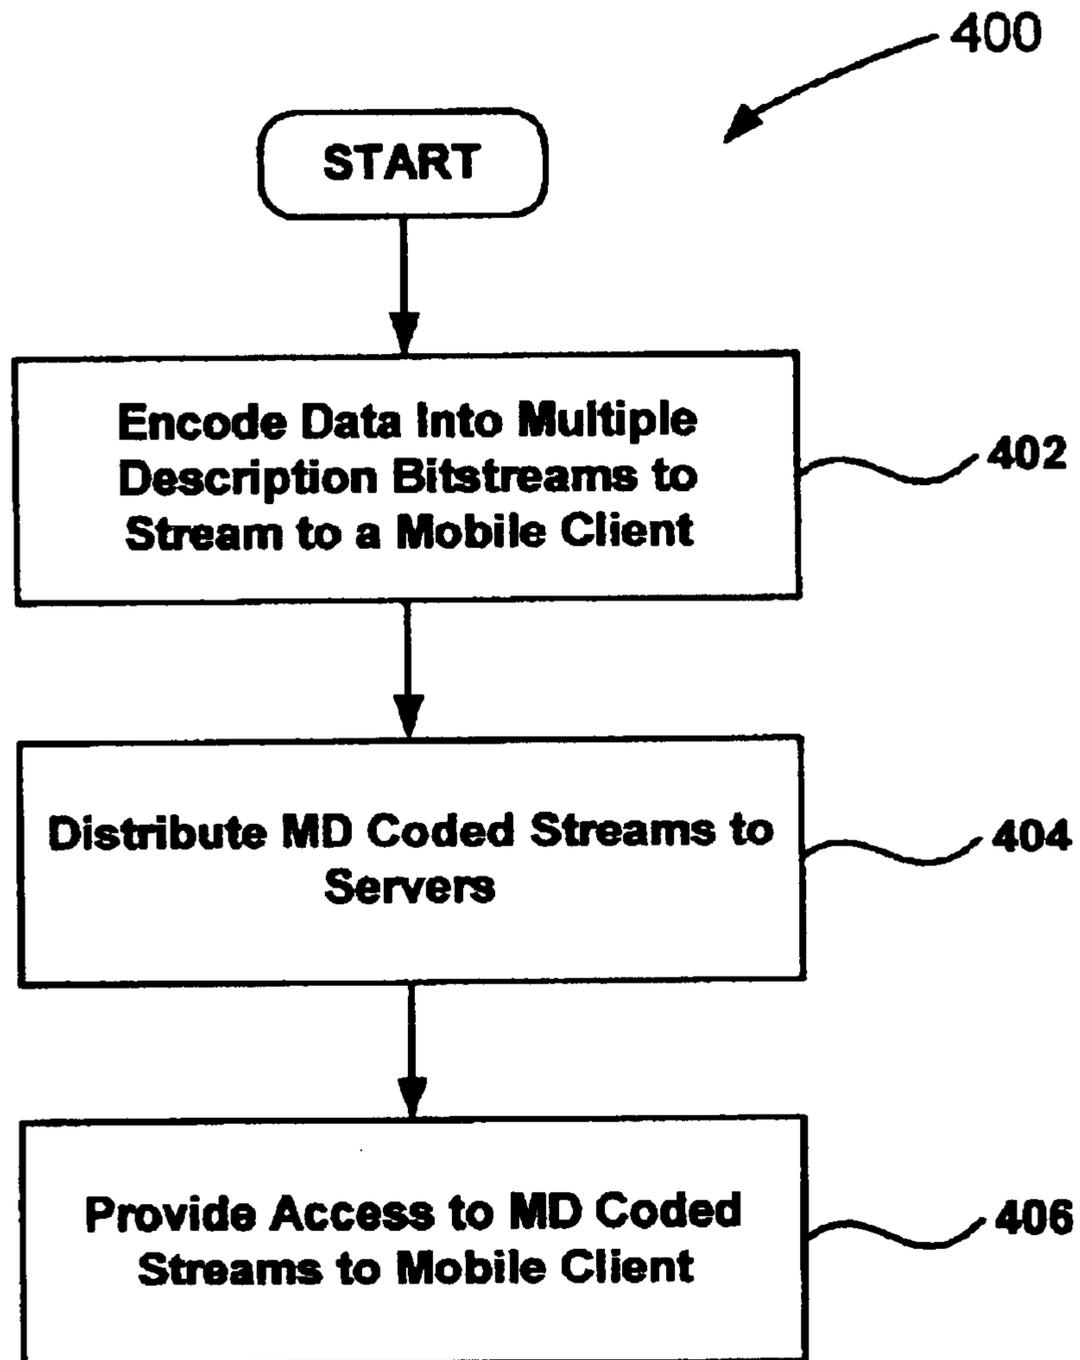 400
START
Encode Data Into Multiple
Description Bitstreams to
Stream to a Mobile Client
402
Distribute MD Coded Streams to
Servers
404
Provide Access to MD Coded
Streams to Mobile Client
406